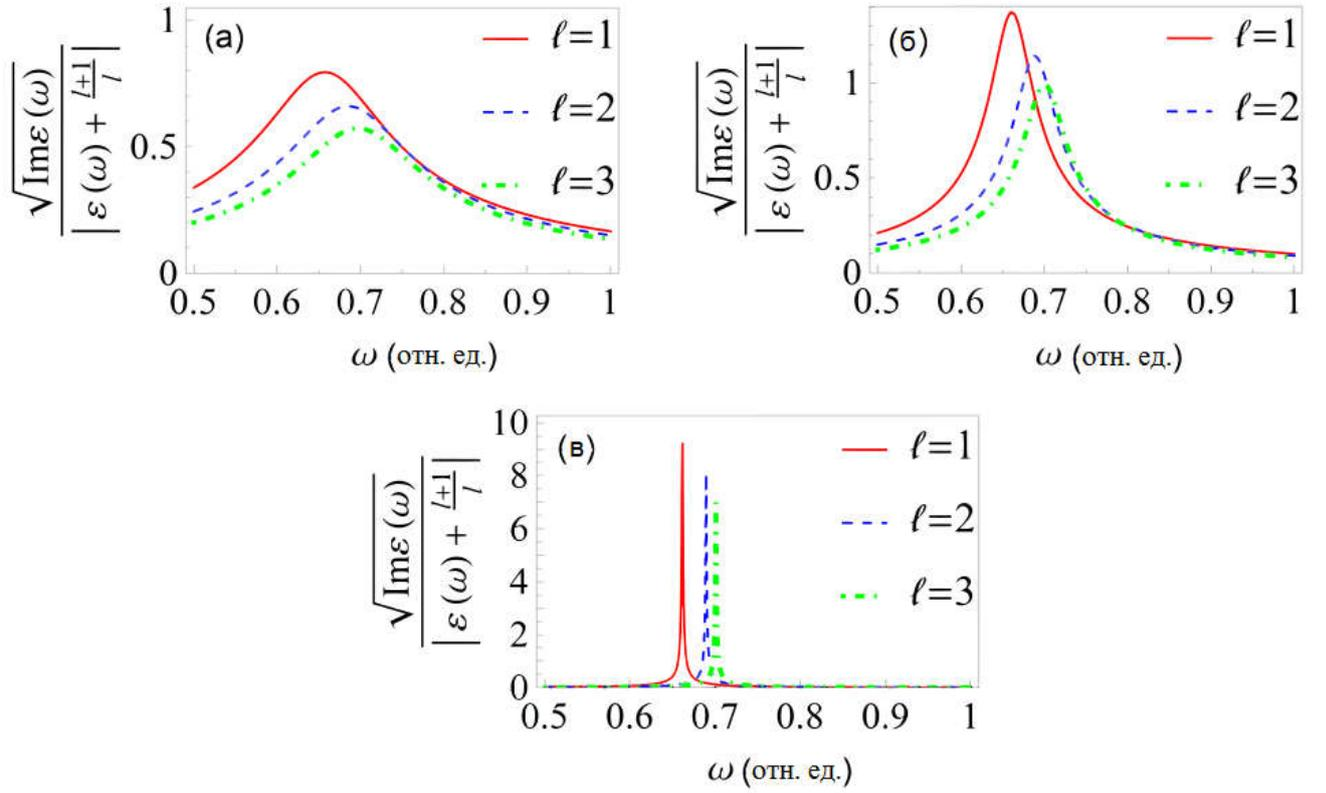 (а)
1
0.5
0
√Imε(ω)
|ε(ω) + l+1/l|
ℓ=1
ℓ=2
ℓ=3
0.5 0.6 0.7 0.8 0.9 1
ω (отн. ед.)
(б)
1
0.5
0
√Imε(ω)
|ε(ω) + l+1/l|
ℓ=1
ℓ=2
ℓ=3
0.5 0.6 0.7 0.8 0.9 1
ω (отн. ед.)
(в)
10
8
6
4
2
0
√Imε(ω)
|ε(ω) + l+1/l|
ℓ=1
ℓ=2
ℓ=3
0.5 0.6 0.7 0.8 0.9 1
ω (отн. ед.)